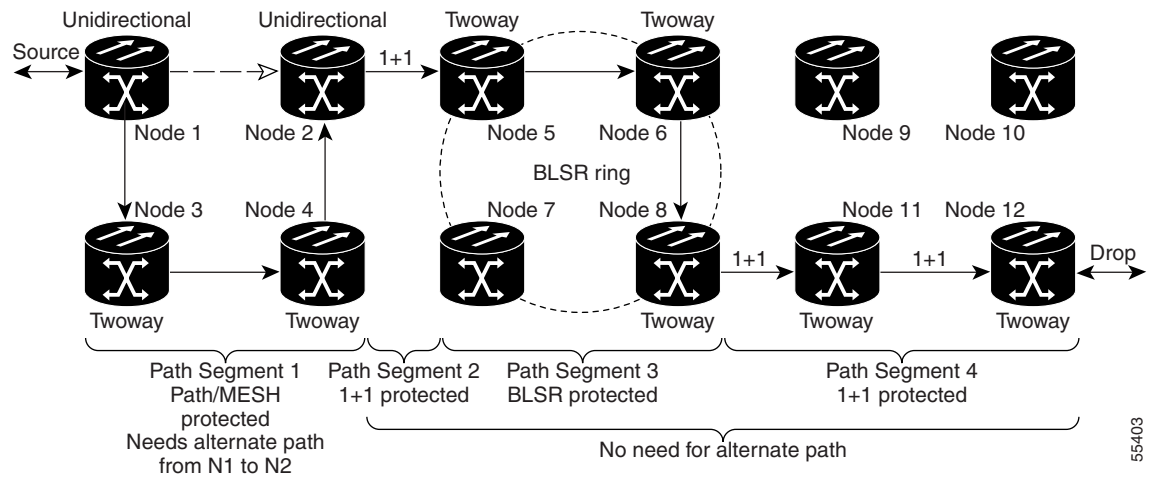 Unidirectional
Unidirectional
Twoway
Twoway
Source
1+1
Node 1
Node 2
Node 5
Node 6
Node 9
Node 10
BLSR ring
Node 3
Node 4
Node 7
Node 8
Node 11
Node 12
1+1
1+1
Drop
Twoway
Twoway
Twoway
Twoway
Twoway
Path Segment 1
Path/MESH
protected
Needs alternate path
from N1 to N2
Path Segment 2
1+1 protected
Path Segment 3
BLSR protected
Path Segment 4
1+1 protected
No need for alternate path
55403